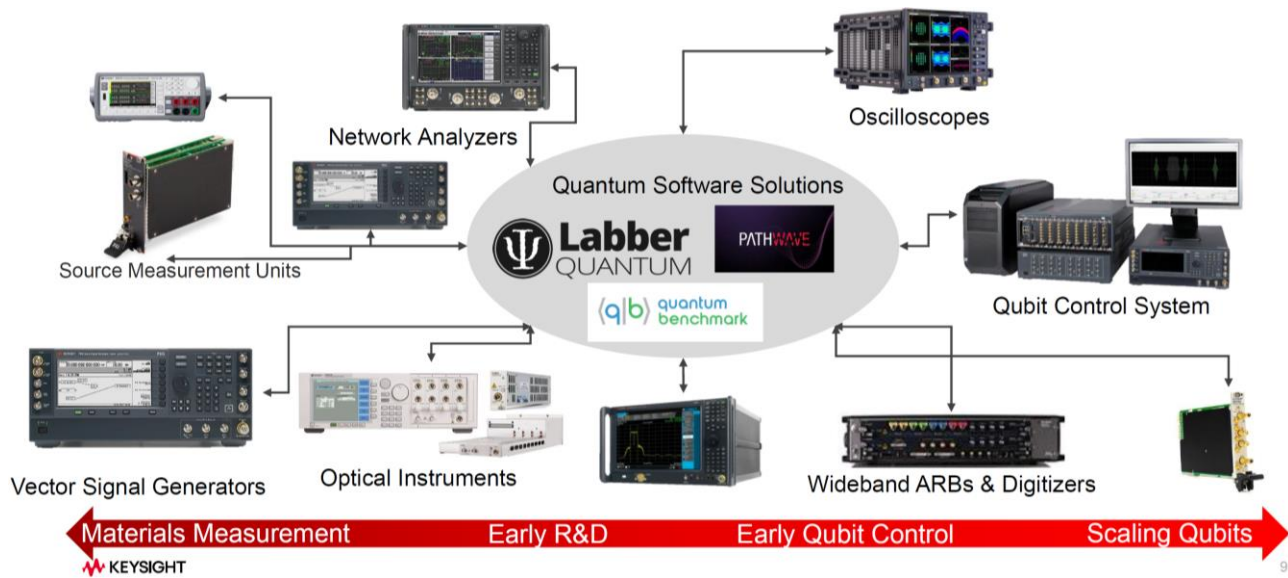 Network Analyzers
Oscilloscopes
Source Measurement Units
Quantum Software Solutions
Labber
QUANTUM
PATHWAVE
⟨q|b⟩ quantum
benchmark
Qubit Control System
Vector Signal Generators
Optical Instruments
Wideband ARBs & Digitizers
Materials Measurement
Early R&D
Early Qubit Control
Scaling Qubits
KEYSIGHT
9